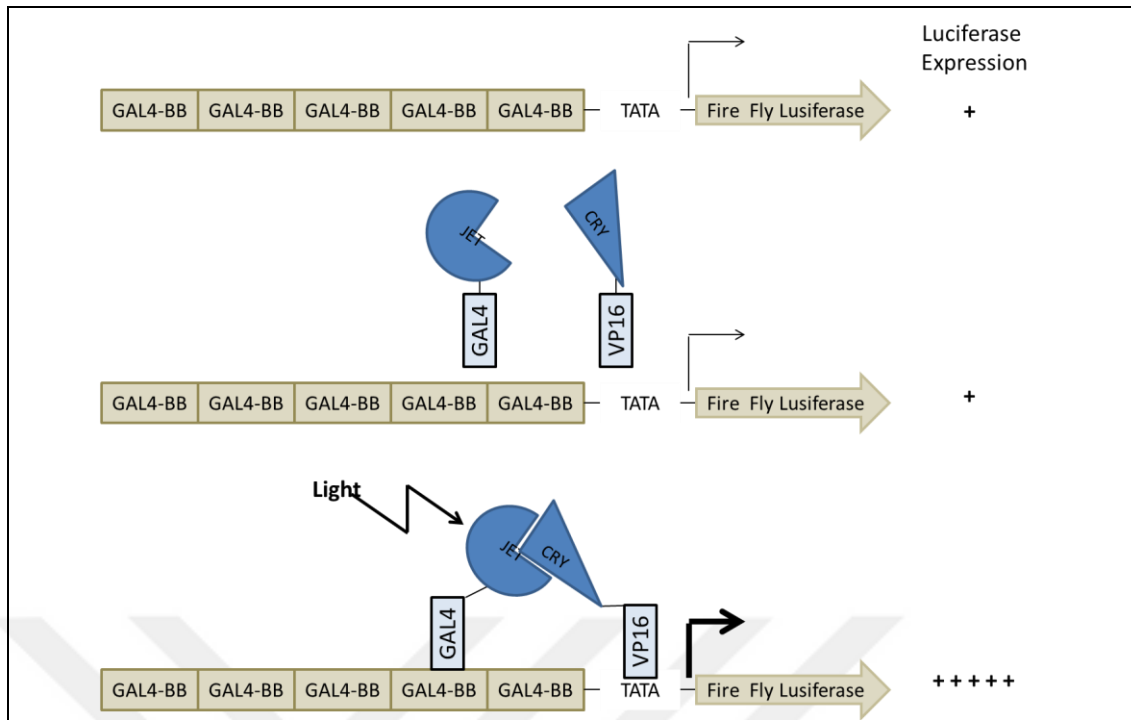 Luciferase
Expression
GAL4-BB GAL4-BB GAL4-BB GAL4-BB GAL4-BB TATA Fire Fly Lusiferase +
JET CRY
GAL4 VP16
GAL4-BB GAL4-BB GAL4-BB GAL4-BB GAL4-BB TATA Fire Fly Lusiferase +
Light
JET CRY
GAL4 VP16
GAL4-BB GAL4-BB GAL4-BB GAL4-BB GAL4-BB TATA Fire Fly Lusiferase +++++